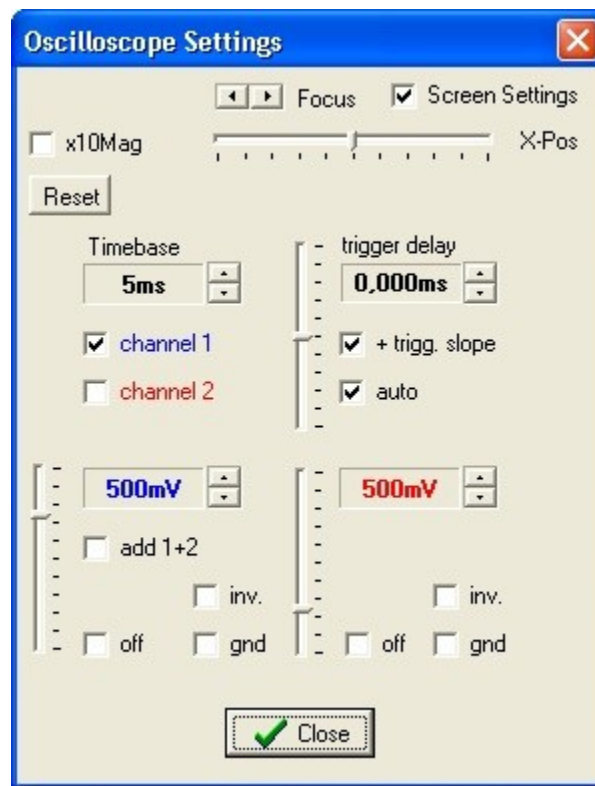 Oscilloscope Settings
Focus Screen Settings
x10Mag X-Pos
Reset
Timebase trigger delay
5ms 0,000ms
channel 1 + trigg. slope
channel 2 auto
500mV 500mV
add 1+2
inv. inv.
off gnd off gnd
Close